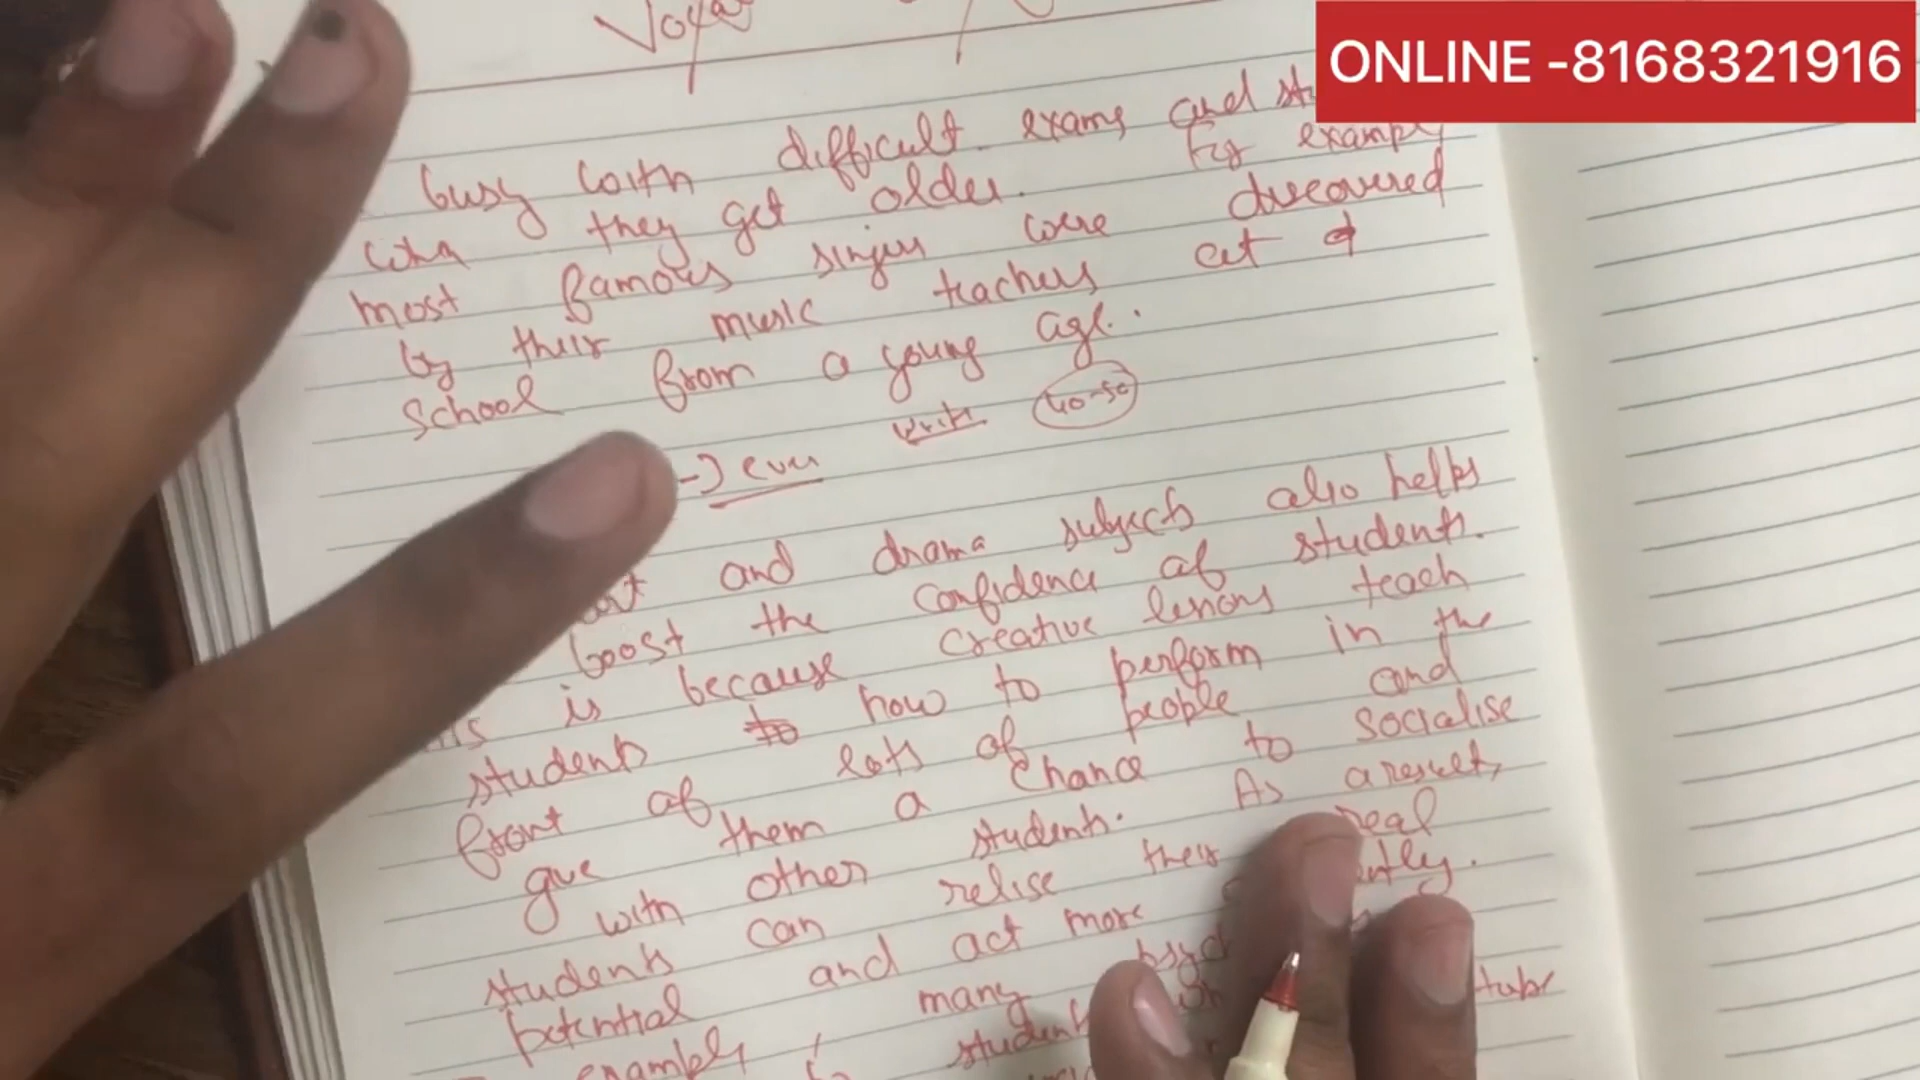 ONLINE -8168321916
busy with difficult exams and
they get older. For example
most famous singers were discovered
by their music teachers at
school from a young age.
write 40-50
and drama subjects also helps
boost the confidence of students.
is because creative lessons teach
students how to perform in the
front of lots of people and
give them a chance to socialise
with other students. As a result,
students can relise their real
potential and act more
many
students